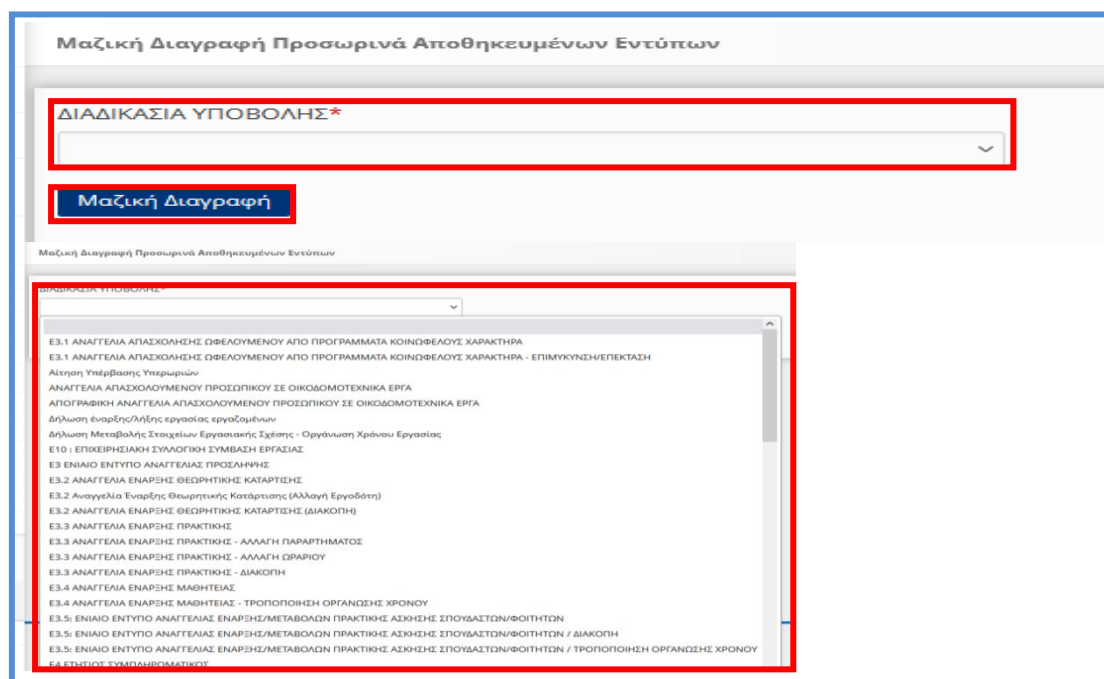 Μαζική Διαγραφή Προσωρινά Αποθηκευμένων Εντύπων
ΔΙΑΔΙΚΑΣΙΑ ΥΠΟΒΟΛΗΣ*
Μαζική Διαγραφή
Μαζική Διαγραφή Προσωρινά Αποθηκευμένων Εντύπων
ΔΙΑΔΙΚΑΣΙΑ ΥΠΟΒΟΛΗΣ*
Ε3.1 ΑΝΑΓΓΕΛΙΑ ΑΠΑΣΧΟΛΗΣΗΣ ΩΦΕΛΟΥΜΕΝΟΥ ΑΠΟ ΠΡΟΓΡΑΜΜΑΤΑ ΚΟΙΝΩΦΕΛΟΥΣ ΧΑΡΑΚΤΗΡΑ
Ε3.1 ΑΝΑΓΓΕΛΙΑ ΑΠΑΣΧΟΛΗΣΗΣ ΩΦΕΛΟΥΜΕΝΟΥ ΑΠΟ ΠΡΟΓΡΑΜΜΑΤΑ ΚΟΙΝΩΦΕΛΟΥΣ ΧΑΡΑΚΤΗΡΑ - ΕΠΙΜΥΚΥΝΣΗ/ΕΠΕΚΤΑΣΗ
Αίτηση Υπέρβασης Υπερωριών
ΑΝΑΓΓΕΛΙΑ ΑΠΑΣΧΟΛΟΥΜΕΝΟΥ ΠΡΟΣΩΠΙΚΟΥ ΣΕ ΟΙΚΟΔΟΜΟΤΕΧΝΙΚΑ ΕΡΓΑ
ΑΠΟΓΡΑΦΙΚΗ ΑΝΑΓΓΕΛΙΑ ΑΠΑΣΧΟΛΟΥΜΕΝΟΥ ΠΡΟΣΩΠΙΚΟΥ ΣΕ ΟΙΚΟΔΟΜΟΤΕΧΝΙΚΑ ΕΡΓΑ
Δήλωση έναρξης/λήξης εργασίας εργαζομένων
Δήλωση Μεταβολής Στοιχείων Εργασιακής Σχέσης - Οργάνωση Χρόνου Εργασίας
Ε10 : ΕΠΙΧΕΙΡΗΣΙΑΚΗ ΣΥΛΛΟΓΙΚΗ ΣΥΜΒΑΣΗ ΕΡΓΑΣΙΑΣ
Ε3 ΕΝΙΑΙΟ ΕΝΤΥΠΟ ΑΝΑΓΓΕΛΙΑΣ ΠΡΟΣΛΗΨΗΣ
Ε3.2 ΑΝΑΓΓΕΛΙΑ ΕΝΑΡΞΗΣ ΘΕΩΡΗΤΙΚΗΣ ΚΑΤΑΡΤΙΣΗΣ
Ε3.2 Αναγγελία Έναρξης Θεωρητικής Κατάρτισης (Αλλαγή Εργοδότη)
Ε3.2 ΑΝΑΓΓΕΛΙΑ ΕΝΑΡΞΗΣ ΘΕΩΡΗΤΙΚΗΣ ΚΑΤΑΡΤΙΣΗΣ (ΔΙΑΚΟΠΗ)
Ε3.3 ΑΝΑΓΓΕΛΙΑ ΕΝΑΡΞΗΣ ΠΡΑΚΤΙΚΗΣ
Ε3.3 ΑΝΑΓΓΕΛΙΑ ΕΝΑΡΞΗΣ ΠΡΑΚΤΙΚΗΣ - ΑΛΛΑΓΗ ΠΑΡΑΡΤΗΜΑΤΟΣ
Ε3.3 ΑΝΑΓΓΕΛΙΑ ΕΝΑΡΞΗΣ ΠΡΑΚΤΙΚΗΣ - ΑΛΛΑΓΗ ΩΡΑΡΙΟΥ
Ε3.3 ΑΝΑΓΓΕΛΙΑ ΕΝΑΡΞΗΣ ΠΡΑΚΤΙΚΗΣ - ΔΙΑΚΟΠΗ
Ε3.4 ΑΝΑΓΓΕΛΙΑ ΕΝΑΡΞΗΣ ΜΑΘΗΤΕΙΑΣ
Ε3.4 ΑΝΑΓΓΕΛΙΑ ΕΝΑΡΞΗΣ ΜΑΘΗΤΕΙΑΣ - ΤΡΟΠΟΠΟΙΗΣΗ ΟΡΓΑΝΩΣΗΣ ΧΡΟΝΟΥ
Ε3.5: ΕΝΙΑΙΟ ΕΝΤΥΠΟ ΑΝΑΓΓΕΛΙΑΣ ΕΝΑΡΞΗΣ/ΜΕΤΑΒΟΛΩΝ ΠΡΑΚΤΙΚΗΣ ΑΣΚΗΣΗΣ ΣΠΟΥΔΑΣΤΩΝ/ΦΟΙΤΗΤΩΝ
Ε3.5: ΕΝΙΑΙΟ ΕΝΤΥΠΟ ΑΝΑΓΓΕΛΙΑΣ ΕΝΑΡΞΗΣ/ΜΕΤΑΒΟΛΩΝ ΠΡΑΚΤΙΚΗΣ ΑΣΚΗΣΗΣ ΣΠΟΥΔΑΣΤΩΝ/ΦΟΙΤΗΤΩΝ / ΔΙΑΚΟΠΗ
Ε3.5: ΕΝΙΑΙΟ ΕΝΤΥΠΟ ΑΝΑΓΓΕΛΙΑΣ ΕΝΑΡΞΗΣ/ΜΕΤΑΒΟΛΩΝ ΠΡΑΚΤΙΚΗΣ ΑΣΚΗΣΗΣ ΣΠΟΥΔΑΣΤΩΝ/ΦΟΙΤΗΤΩΝ / ΤΡΟΠΟΠΟΙΗΣΗ ΟΡΓΑΝΩΣΗΣ ΧΡΟΝΟΥ
Ε4 ΕΤΗΣΙΟΣ ΣΥΜΠΛΗΡΩΜΑΤΙΚΟΣ